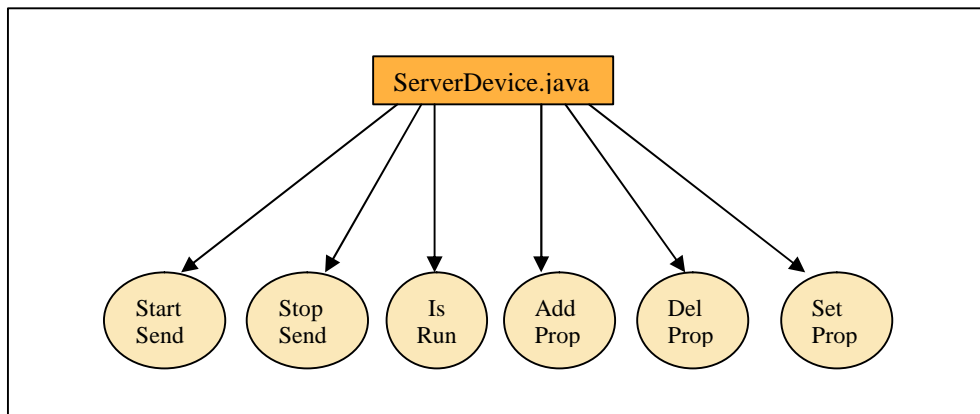 ServerDevice.java
Start
Send
Stop
Send
Is
Run
Add
Prop
Del
Prop
Set
Prop